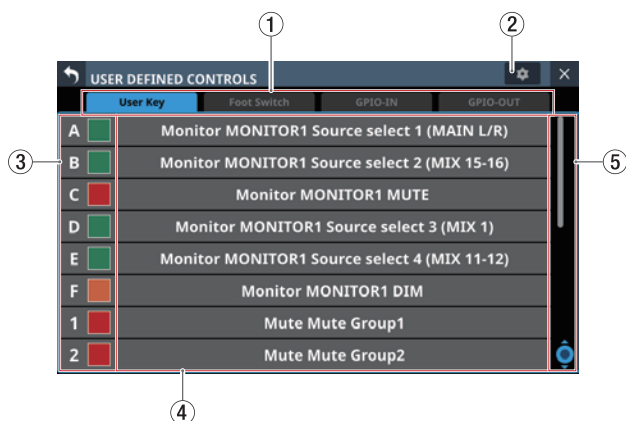 ① ②
USER DEFINED CONTROLS
User Key Foot Switch GPIO-IN GPIO-OUT
A Monitor MONITOR1 Source select 1 (MAIN L/R)
③ B Monitor MONITOR1 Source select 2 (MIX 15-16) ⑤
C Monitor MONITOR1 MUTE
D Monitor MONITOR1 Source select 3 (MIX 1)
E Monitor MONITOR1 Source select 4 (MIX 11-12)
F Monitor MONITOR1 DIM
1 Mute Mute Group1
2 Mute Mute Group2
④